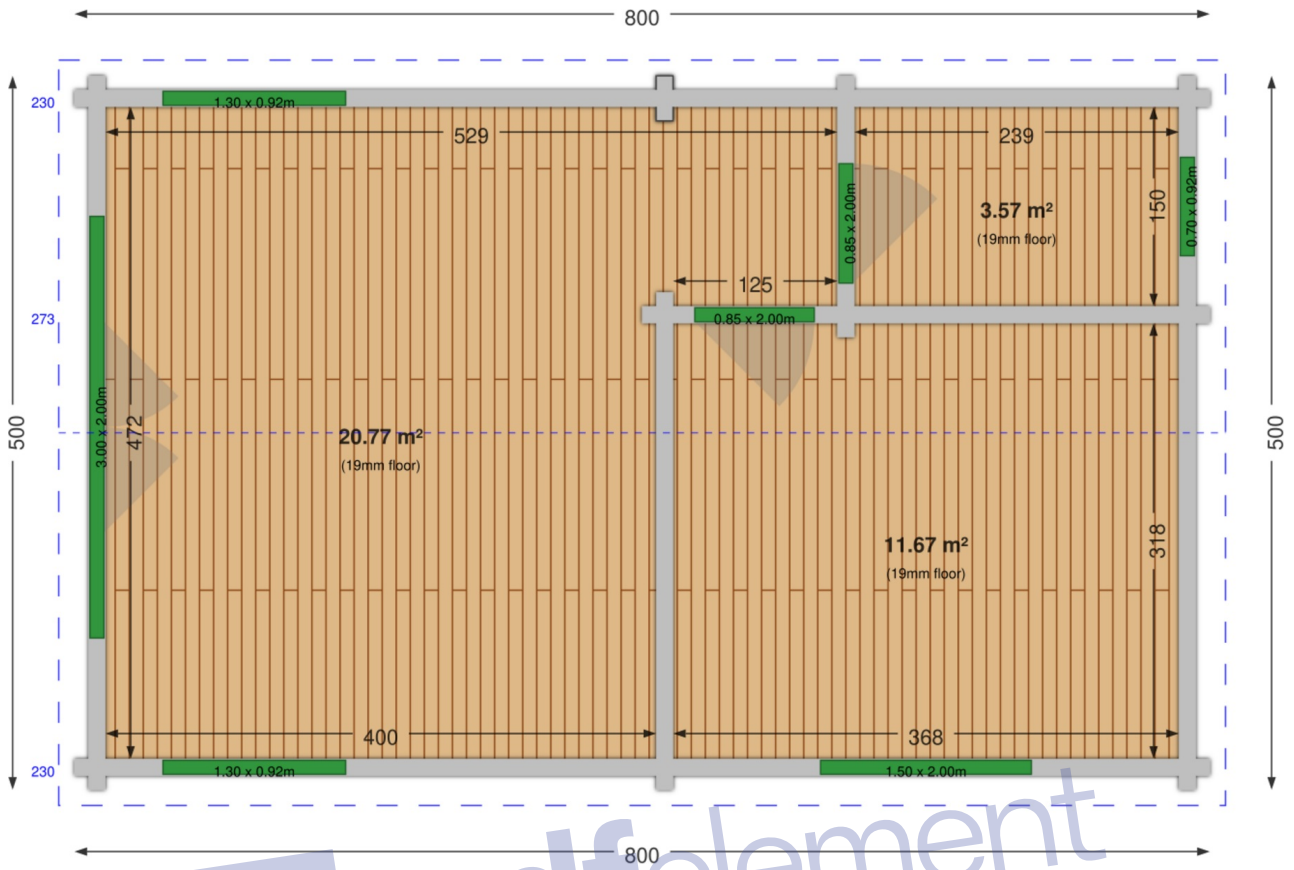 800
230
1.30 x 0.92m
529
239
0.85 x 2.00m
3.57 m²
(19mm floor)
150
0.70 x 0.92m
125
273
0.85 x 2.00m
3.00 x 2.00m
472
500
20.77 m²
(19mm floor)
500
318
11.67 m²
(19mm floor)
400
368
230
1.30 x 0.92m
1.50 x 2.00m
800
element